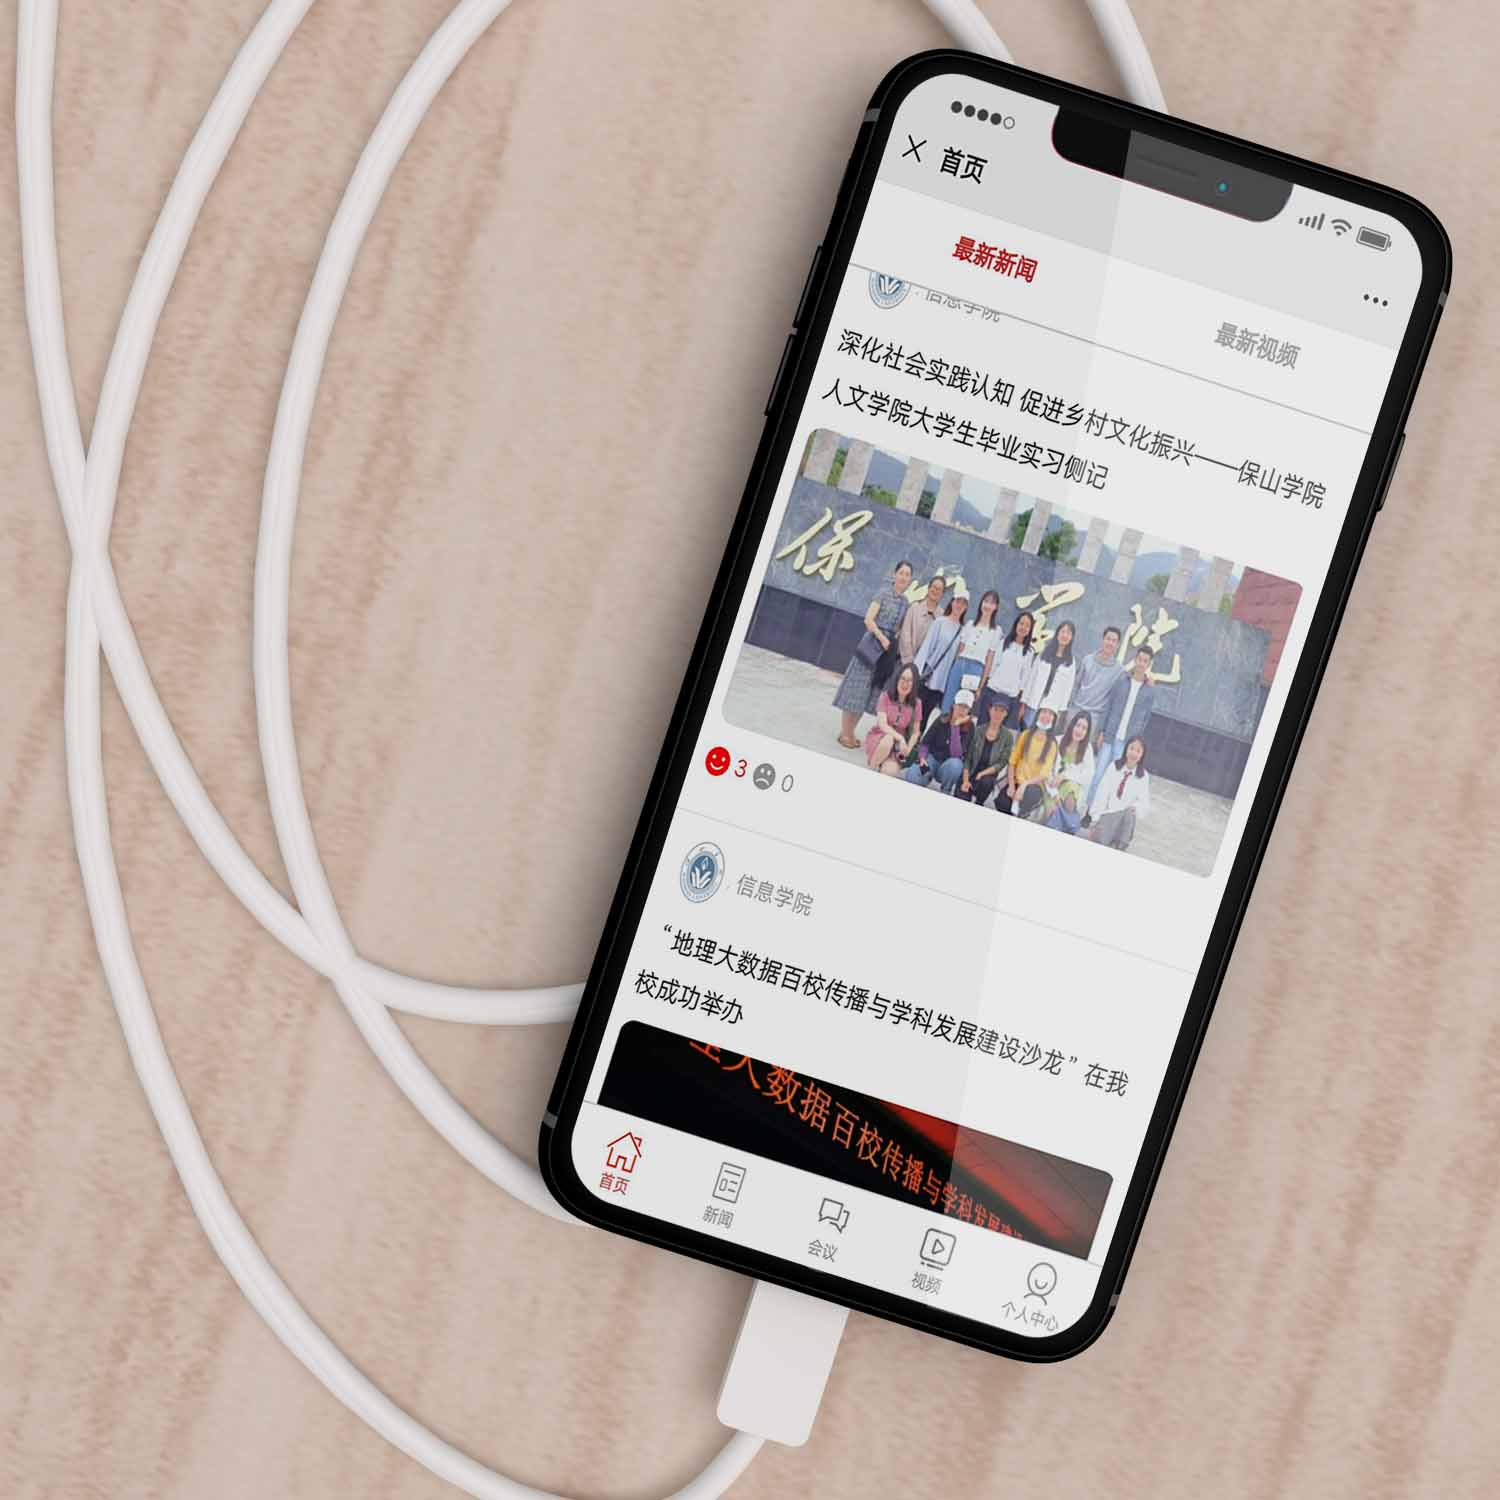 首页
最新新闻
最新视频
信息学院
深化社会实践认知 促进乡村文化振兴——保山学院
人文学院大学生毕业实习侧记
保山学院
3 0
信息学院
“地理大数据百校传播与学科发展建设沙龙”在我
校成功举办
大数据百校传播与学科发展建设
首页
新闻
会议
视频
个人中心